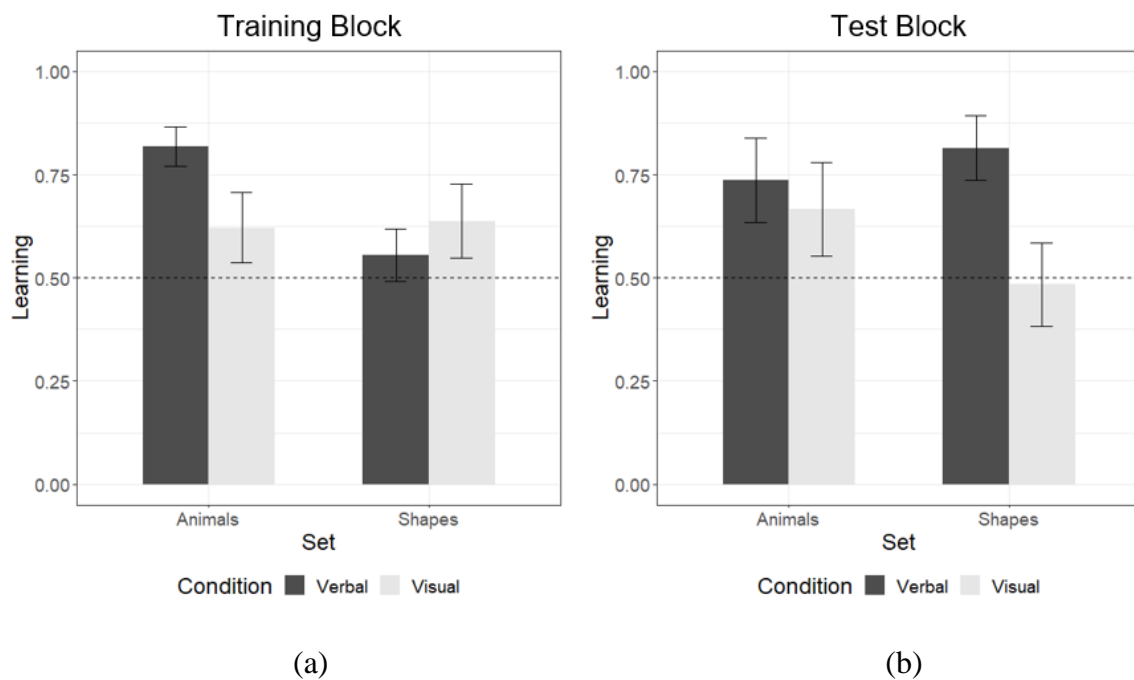 Training Block
1.00
0.75
0.50
0.25
0.00
Learning
Animals Shapes
Set
Condition Verbal Visual
(a)
Test Block
1.00
0.75
0.50
0.25
0.00
Learning
Animals Shapes
Set
Condition Verbal Visual
(b)